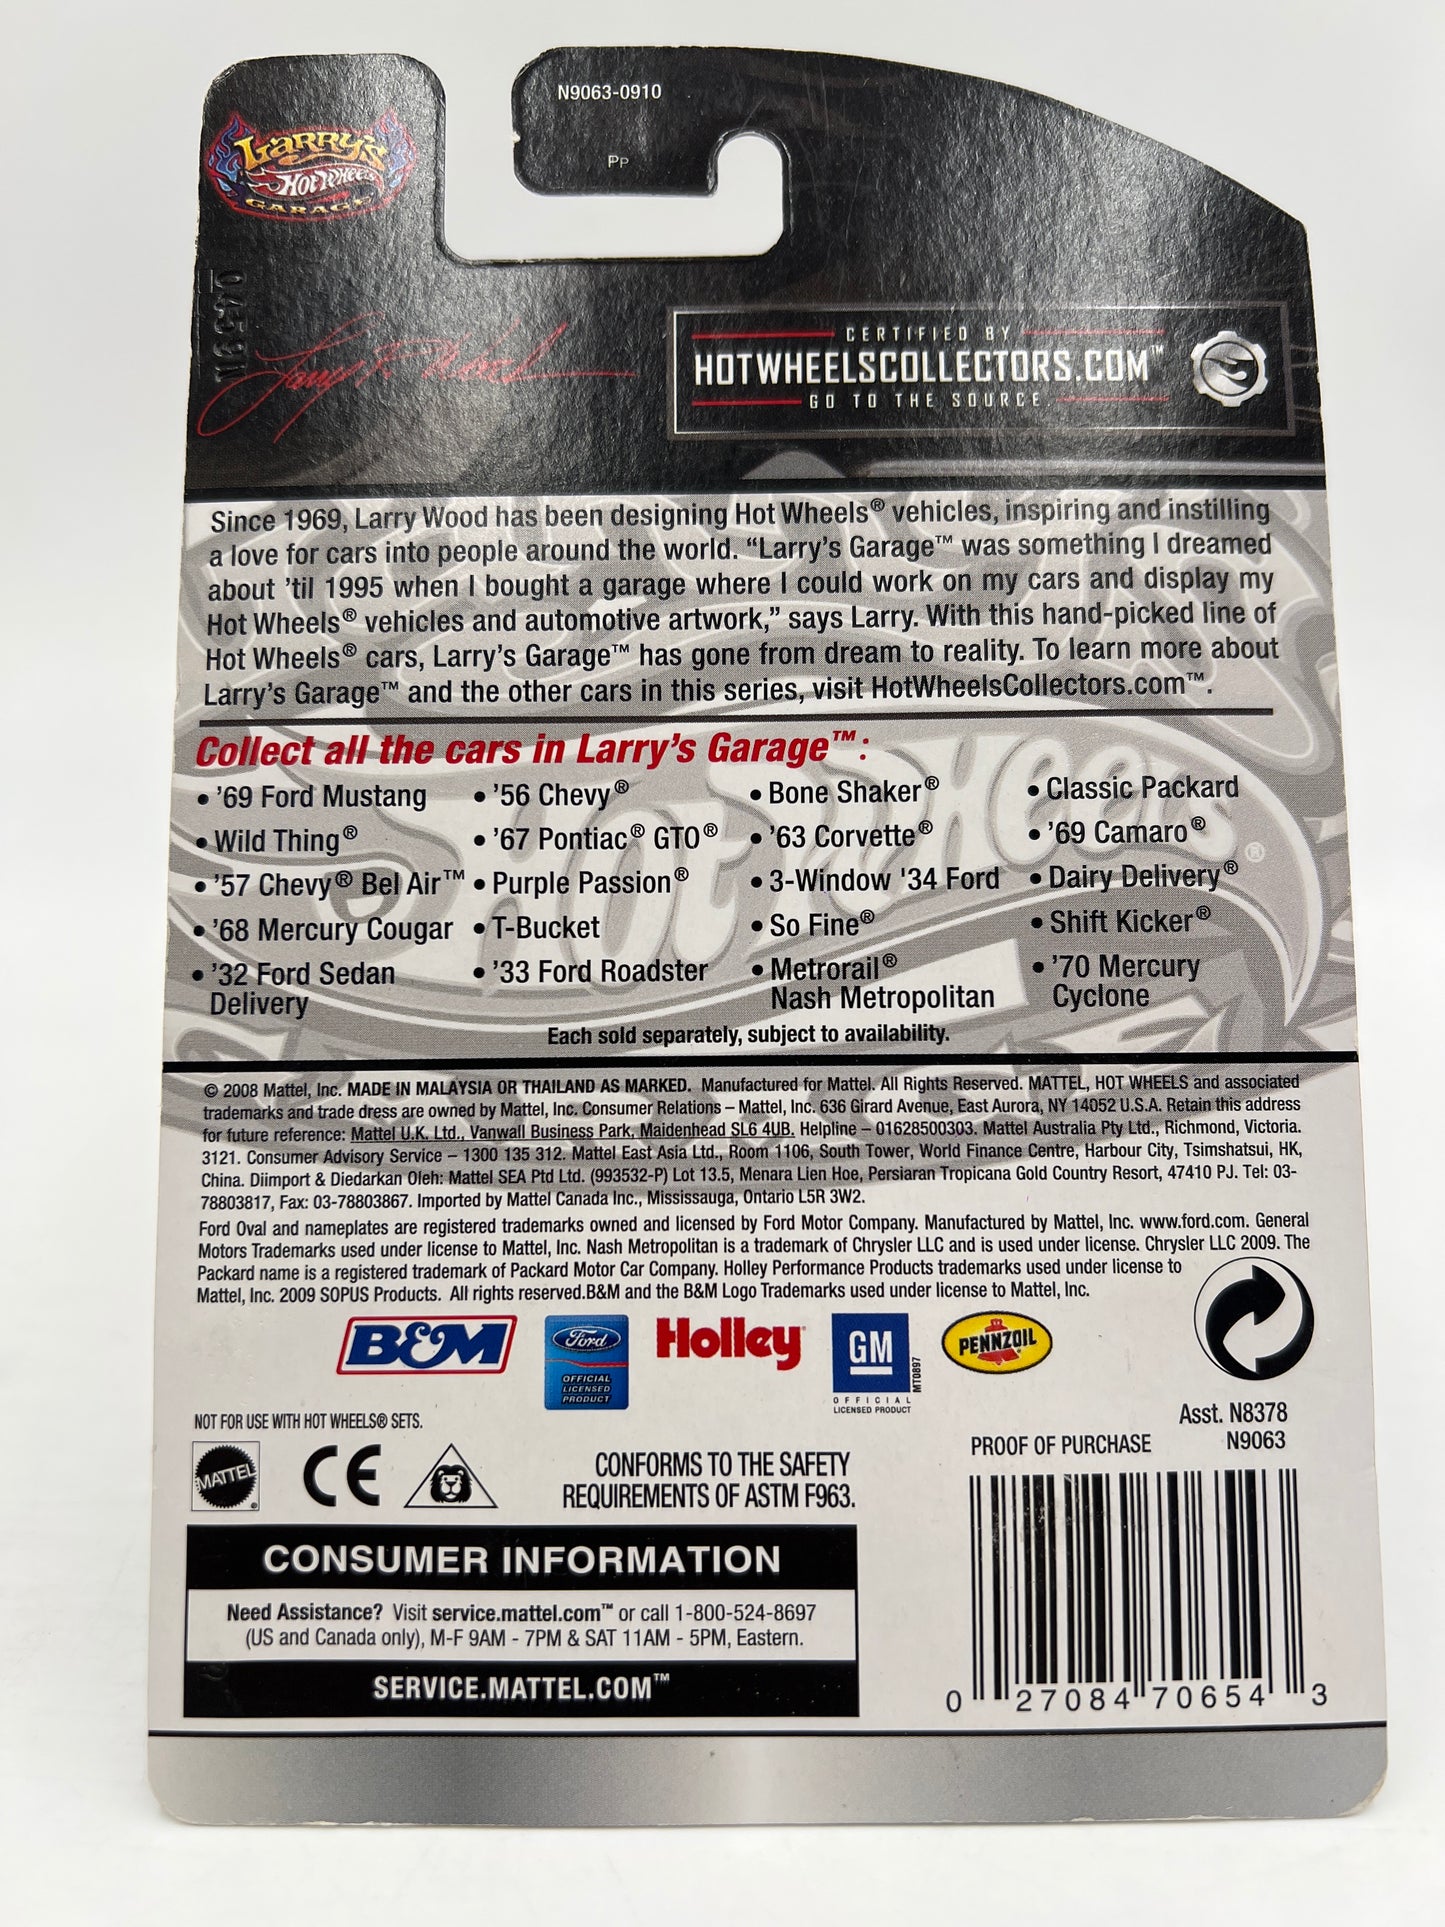 N9063-0910
PP
Larry's
Hot Wheels
GARAGE
N3540
Larry R. Wood
CERTIFIED BY
HOTWHEELSCOLLECTORS.COM™
GO TO THE SOURCE
Since 1969, Larry Wood has been designing Hot Wheels® vehicles, inspiring and instilling
a love for cars into people around the world. “Larry’s Garage™ was something I dreamed
about ’til 1995 when I bought a garage where I could work on my cars and display my
Hot Wheels® vehicles and automotive artwork,” says Larry. With this hand-picked line of
Hot Wheels® cars, Larry’s Garage™ has gone from dream to reality. To learn more about
Larry’s Garage™ and the other cars in this series, visit HotWheelsCollectors.com™.
Collect all the cars in Larry’s Garage™:
• ’69 Ford Mustang
• Wild Thing®
• ’57 Chevy® Bel Air™
• ’68 Mercury Cougar
• ’32 Ford Sedan
Delivery
• ’56 Chevy®
• ’67 Pontiac® GTO®
• Purple Passion®
• T-Bucket
• ’33 Ford Roadster
• Bone Shaker®
• ’63 Corvette®
• 3-Window '34 Ford
• So Fine®
• Metrorail®
Nash Metropolitan
• Classic Packard
• ’69 Camaro®
• Dairy Delivery®
• Shift Kicker®
• ’70 Mercury
Cyclone
Each sold separately, subject to availability.
© 2008 Mattel, Inc. MADE IN MALAYSIA OR THAILAND AS MARKED. Manufactured for Mattel. All Rights Reserved. MATTEL, HOT WHEELS and associated
trademarks and trade dress are owned by Mattel, Inc. Consumer Relations – Mattel, Inc. 636 Girard Avenue, East Aurora, NY 14052 U.S.A. Retain this address
for future reference: Mattel U.K. Ltd., Vanwall Business Park, Maidenhead SL6 4UB. Helpline – 01628500303. Mattel Australia Pty Ltd., Richmond, Victoria.
3121. Consumer Advisory Service – 1300 135 312. Mattel East Asia Ltd., Room 1106, South Tower, World Finance Centre, Harbour City, Tsimshatsui, HK,
China. Diimport & Diedarkan Oleh: Mattel SEA Ptd Ltd. (993532-P) Lot 13.5, Menara Lien Hoe, Persiaran Tropicana Gold Country Resort, 47410 PJ. Tel: 03-
78803817, Fax: 03-78803867. Imported by Mattel Canada Inc., Mississauga, Ontario L5R 3W2.
Ford Oval and nameplates are registered trademarks owned and licensed by Ford Motor Company. Manufactured by Mattel, Inc. www.ford.com. General
Motors Trademarks used under license to Mattel, Inc. Nash Metropolitan is a trademark of Chrysler LLC and is used under license. Chrysler LLC 2009. The
Packard name is a registered trademark of Packard Motor Car Company. Holley Performance Products trademarks used under license to
Mattel, Inc. 2009 SOPUS Products. All rights reserved.B&M and the B&M Logo Trademarks used under license to Mattel, Inc.
B&M
Ford
OFFICIAL
LICENSED
PRODUCT
Holley
GM
OFFICIAL
LICENSED PRODUCT
MT0897
PENNZOIL
NOT FOR USE WITH HOT WHEELS® SETS.
MATTEL
CE
CONFORMS TO THE SAFETY
REQUIREMENTS OF ASTM F963.
Asst. N8378
N9063
PROOF OF PURCHASE
CONSUMER INFORMATION
Need Assistance? Visit service.mattel.com™ or call 1-800-524-8697
(US and Canada only), M-F 9AM - 7PM & SAT 11AM - 5PM, Eastern.
SERVICE.MATTEL.COM™
0 27084 70654 3